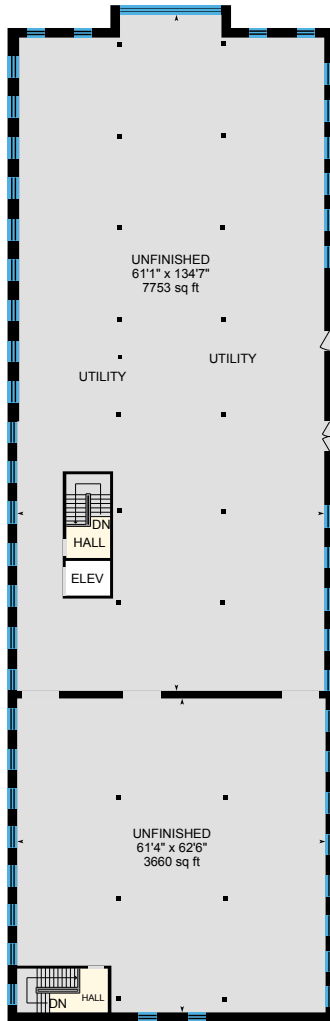 UNFINISHED
61'1" x 134'7"
7753 sq ft
UTILITY
UTILITY
DN
HALL
ELEV
UNFINISHED
61'4" x 62'6"
3660 sq ft
DN
HALL